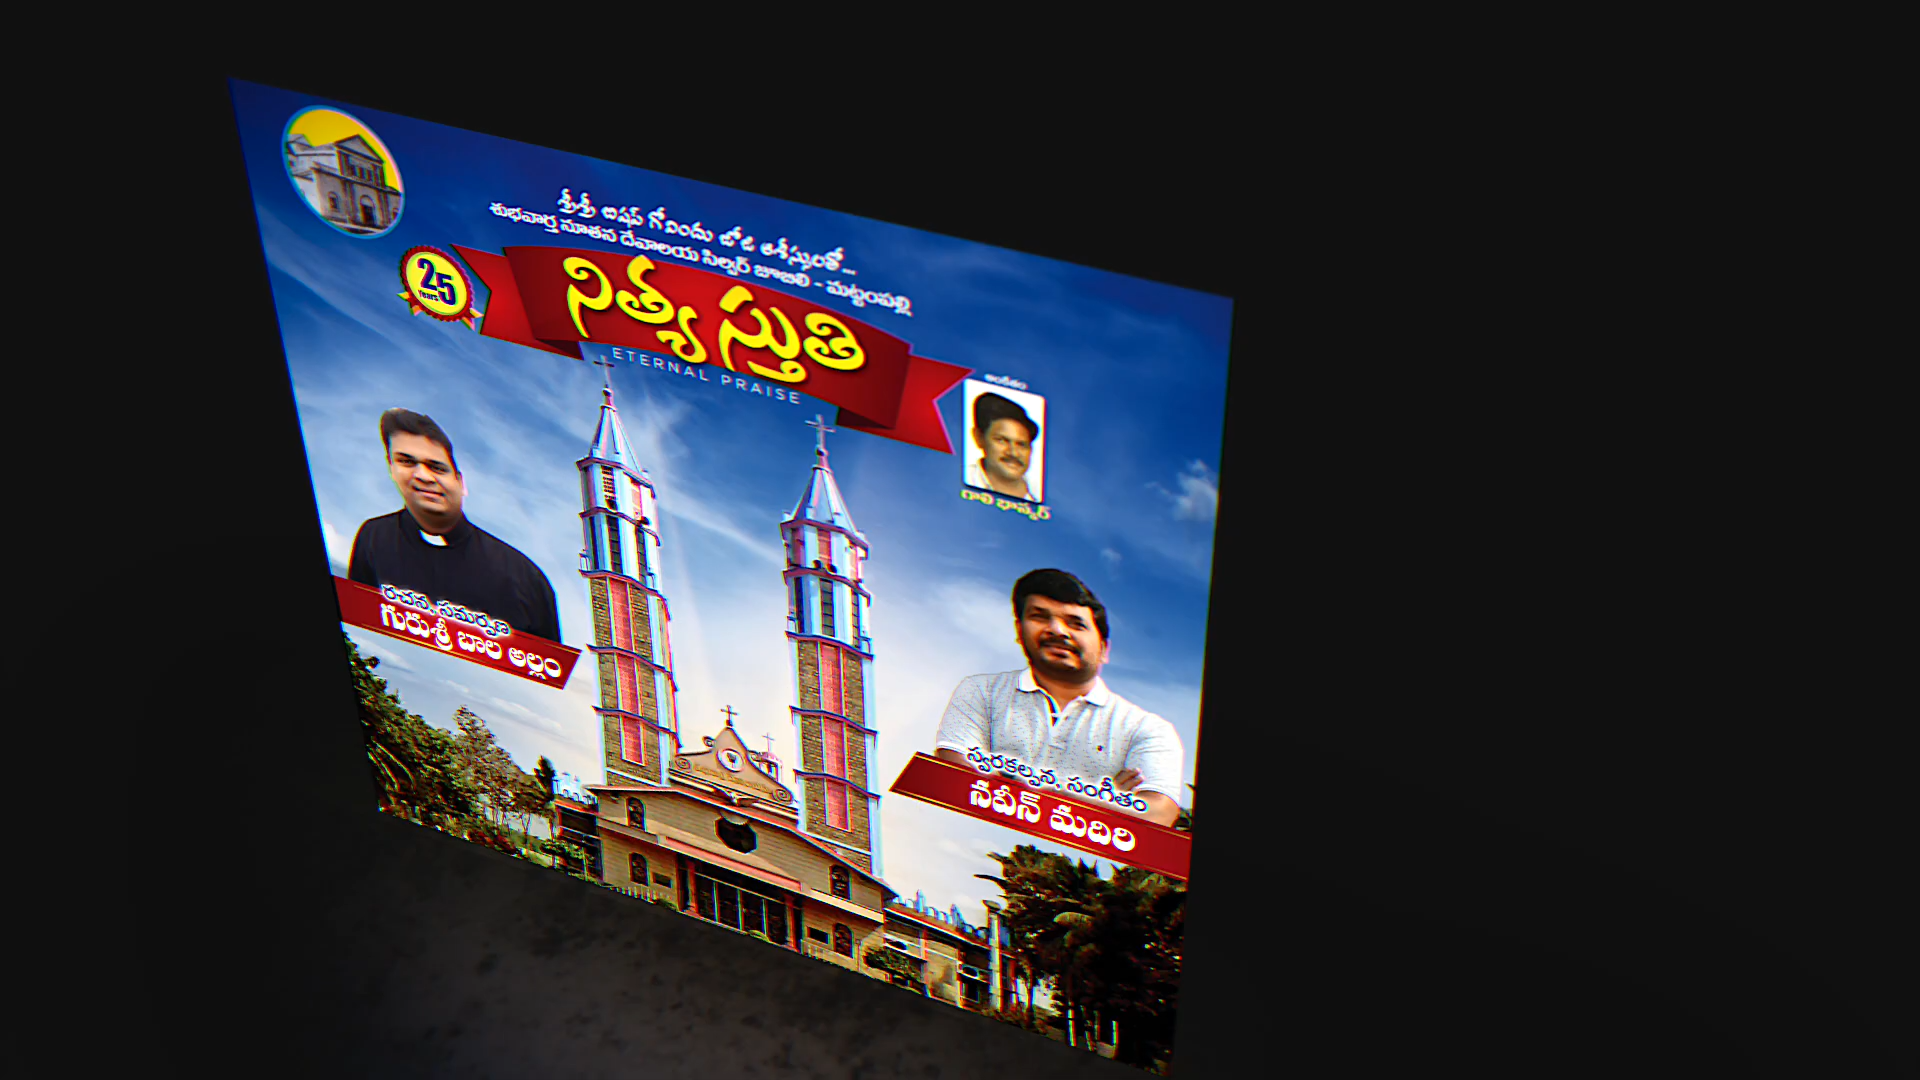 శ్రీశ్రీ బిషప్ గోవిందు జోజి ఆశీస్సులతో...
శుభవార్త నూతన దేవాలయ సిల్వర్ జూబిలి - మట్టంపల్లి
25
Years
నిత్య స్తుతి
ETERNAL PRAISE
అంకితం
గాలి భాస్కర్
రచన, సమర్పణ
గురుశ్రీ బాల అల్లం
స్వరకల్పన, సంగీతం
నవీన్ మదిరి